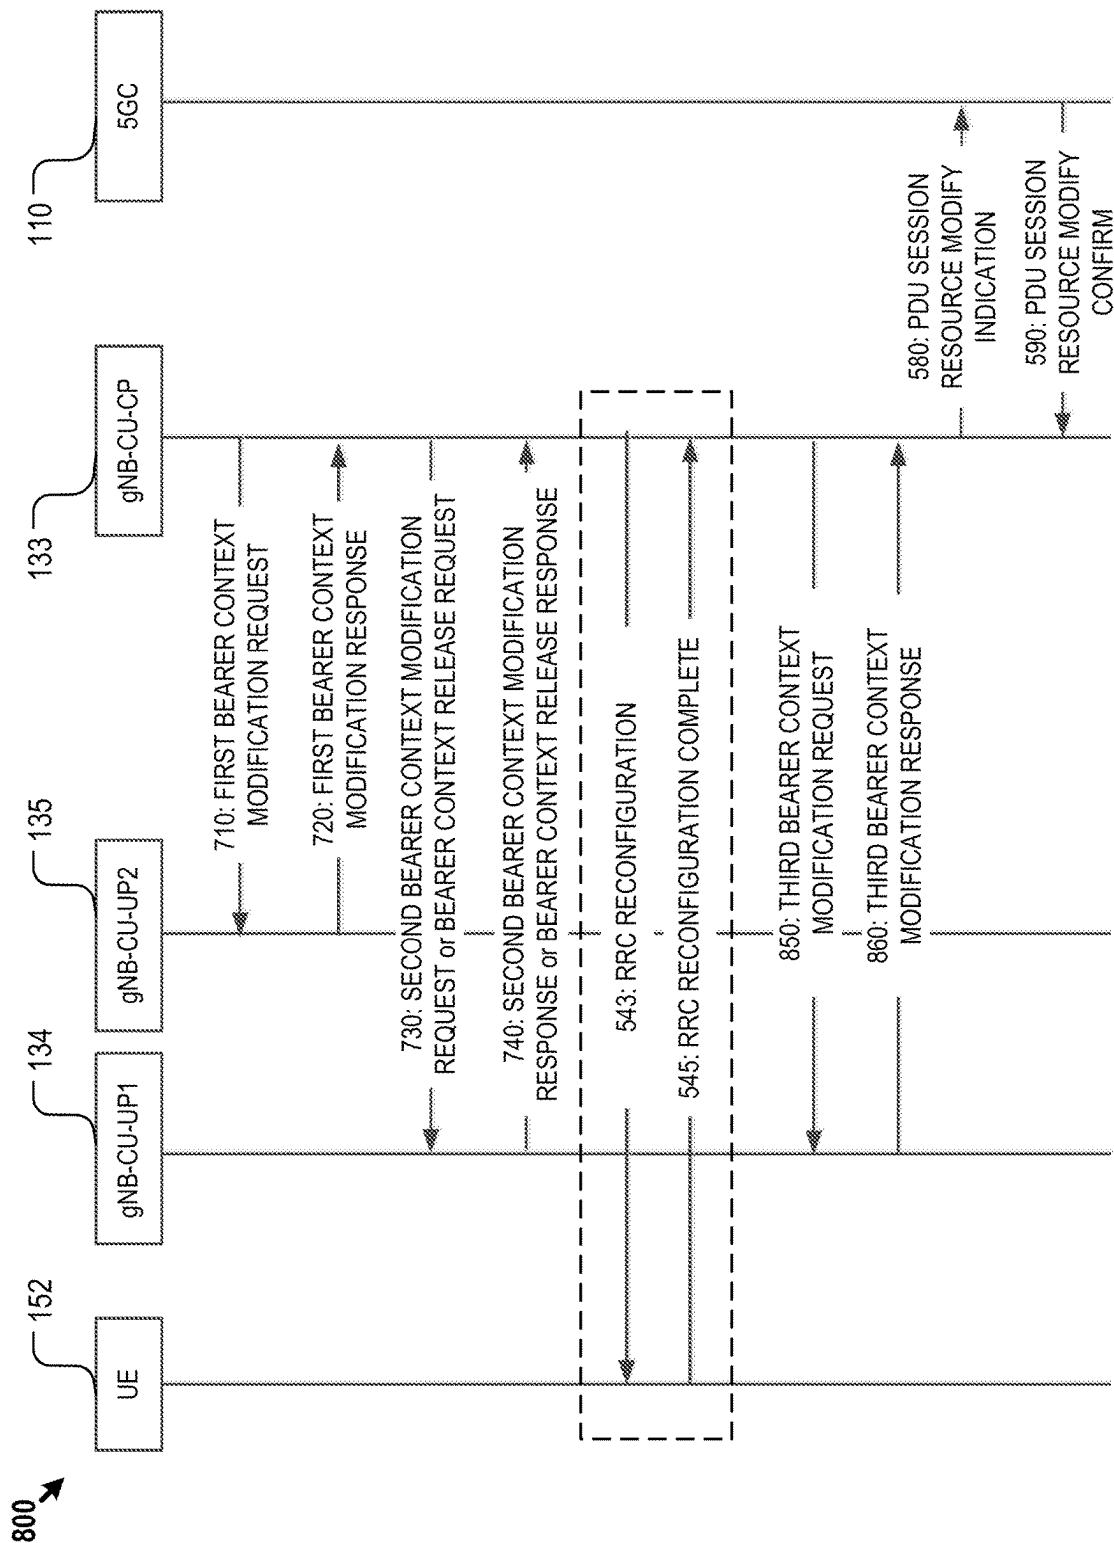 800
152
134
135
133
110
UE
gNB-CU-UP1
gNB-CU-UP2
gNB-CU-CP
5GC
710: FIRST BEARER CONTEXT
MODIFICATION REQUEST
720: FIRST BEARER CONTEXT
MODIFICATION RESPONSE
730: SECOND BEARER CONTEXT MODIFICATION
REQUEST or BEARER CONTEXT RELEASE REQUEST
740: SECOND BEARER CONTEXT MODIFICATION
RESPONSE or BEARER CONTEXT RELEASE RESPONSE
543: RRC RECONFIGURATION
545: RRC RECONFIGURATION COMPLETE
850: THIRD BEARER CONTEXT
MODIFICATION REQUEST
860: THIRD BEARER CONTEXT
MODIFICATION RESPONSE
580: PDU SESSION
RESOURCE MODIFY
INDICATION
590: PDU SESSION
RESOURCE MODIFY
CONFIRM